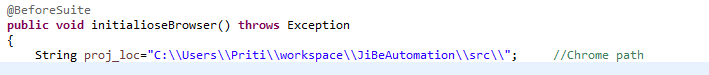 @BeforeSuite
public void initialioseBrowser() throws Exception
{
String proj_loc="C:\\Users\\Priti\\workspace\\JiBeAutomation\\src\\"; //Chrome path